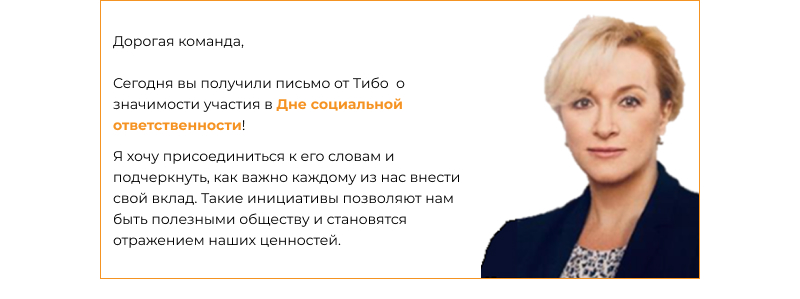 Дорогая команда,
Сегодня вы получили письмо от Тибо  о
значимости участия в Дне социальной
ответственности!
Я хочу присоединиться к его словам и
подчеркнуть, как важно каждому из нас внести
свой вклад. Такие инициативы позволяют нам
быть полезными обществу и становятся
отражением наших ценностей.